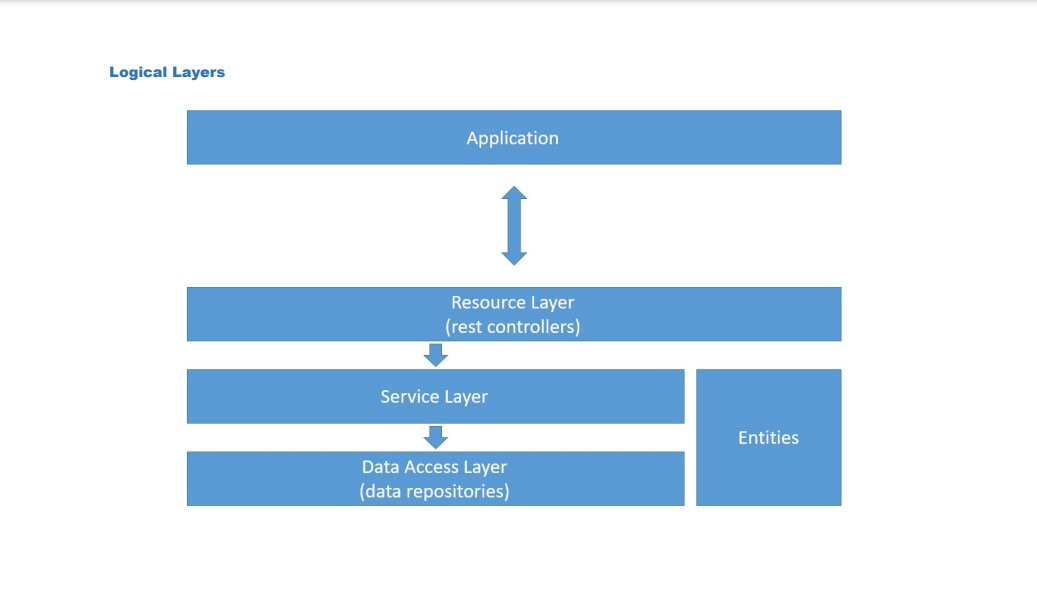 Logical Layers
Application
Resource Layer
(rest controllers)
Service Layer
Entities
Data Access Layer
(data repositories)